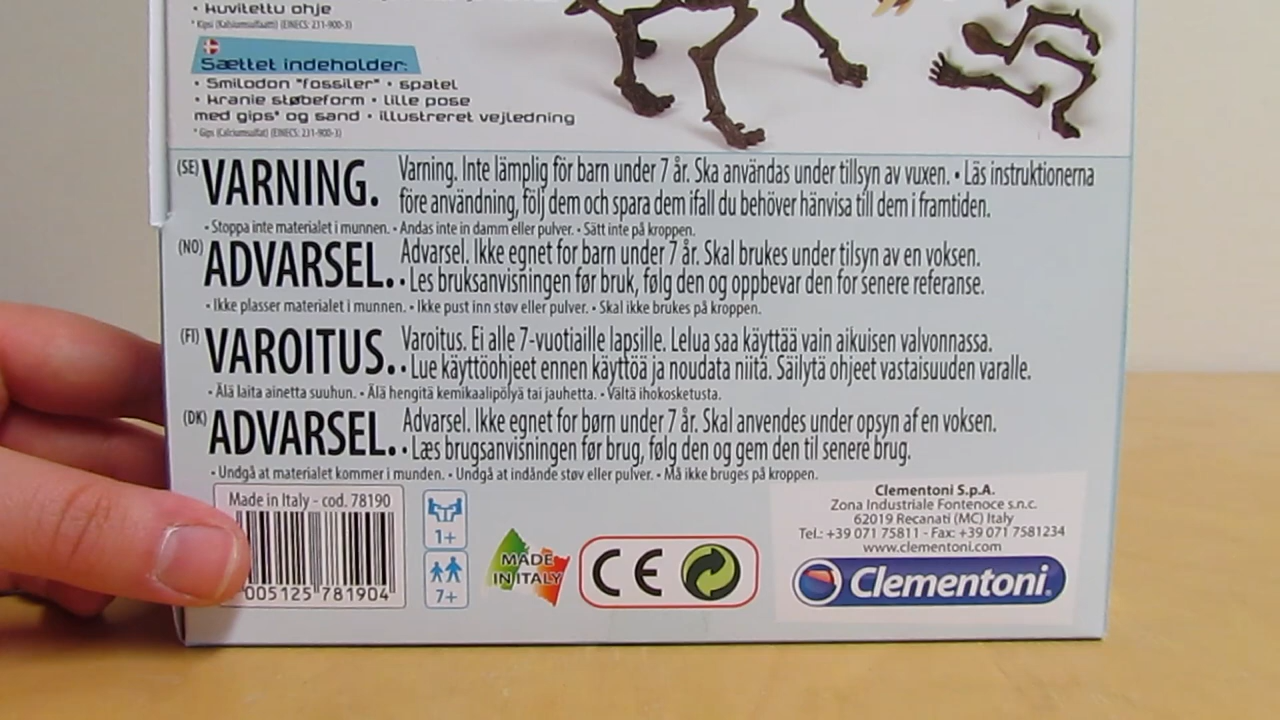 • kuvitettu ohje
* Kipsi (Kalsiumsulfaatti) (EINECS: 231-900-3)
Sættet indeholder:
• Smilodon "fossiler" • spatel
• kranie støbeform • lille pose
med gips* og sand • illustreret vejledning
* Gips (Calciumsulfat) (EINECS: 231-900-3)
(SE) VARNING. Varning. Inte lämplig för barn under 7 år. Ska användas under tillsyn av vuxen. • Läs instruktionerna
före användning, följ dem och spara dem ifall du behöver hänvisa till dem i framtiden.
• Stoppa inte materialet i munnen. • Andas inte in damm eller pulver. • Sätt inte på kroppen.
(NO) ADVARSEL. Advarsel. Ikke egnet for barn under 7 år. Skal brukes under tilsyn av en voksen.
• Les bruksanvisningen før bruk, følg den og oppbevar den for senere referanse.
• Ikke plasser materialet i munnen. • Ikke pust inn støv eller pulver. • Skal ikke brukes på kroppen.
(FI) VAROITUS. Varoitus. Ei alle 7-vuotiaille lapsille. Lelua saa käyttää vain aikuisen valvonnassa.
• Lue käyttöohjeet ennen käyttöä ja noudata niitä. Säilytä ohjeet vastaisuuden varalle.
• Älä laita ainetta suuhun. • Älä hengitä kemikaalipölyä tai jauhetta. • Vältä ihokosketusta.
(DK) ADVARSEL. Advarsel. Ikke egnet for børn under 7 år. Skal anvendes under opsyn af en voksen.
• Læs brugsanvisningen før brug, følg den og gem den til senere brug.
• Undgå at materialet kommer i munden. • Undgå at indånde støv eller pulver. • Må ikke bruges på kroppen.
Made in Italy - cod. 78190
005125 781904
1+
7+
MADE
IN ITALY
CE
Clementoni S.p.A.
Zona Industriale Fontenoce s.n.c.
62019 Recanati (MC) Italy
Tel.: +39 071 75811 - Fax: +39 071 7581234
www.clementoni.com
Clementoni®